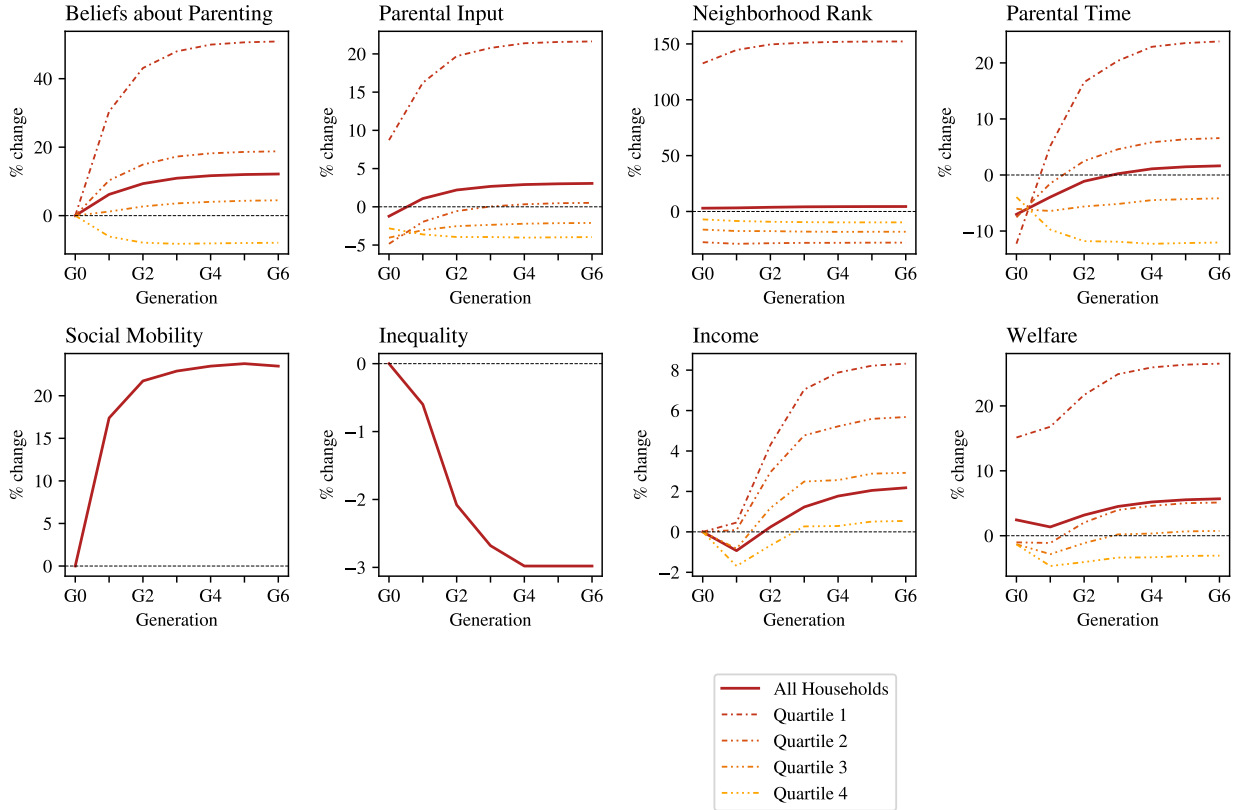 Beliefs about Parenting
% change
40
20
0
G0 G2 G4 G6
Generation
Parental Input
% change
20
15
10
5
0
−5
G0 G2 G4 G6
Generation
Neighborhood Rank
% change
150
100
50
0
G0 G2 G4 G6
Generation
Parental Time
% change
20
10
0
−10
G0 G2 G4 G6
Generation
Social Mobility
% change
20
15
10
5
0
G0 G2 G4 G6
Generation
Inequality
% change
0
−1
−2
−3
G0 G2 G4 G6
Generation
Income
% change
8
6
4
2
0
−2
G0 G2 G4 G6
Generation
Welfare
% change
20
10
0
G0 G2 G4 G6
Generation
All Households
Quartile 1
Quartile 2
Quartile 3
Quartile 4